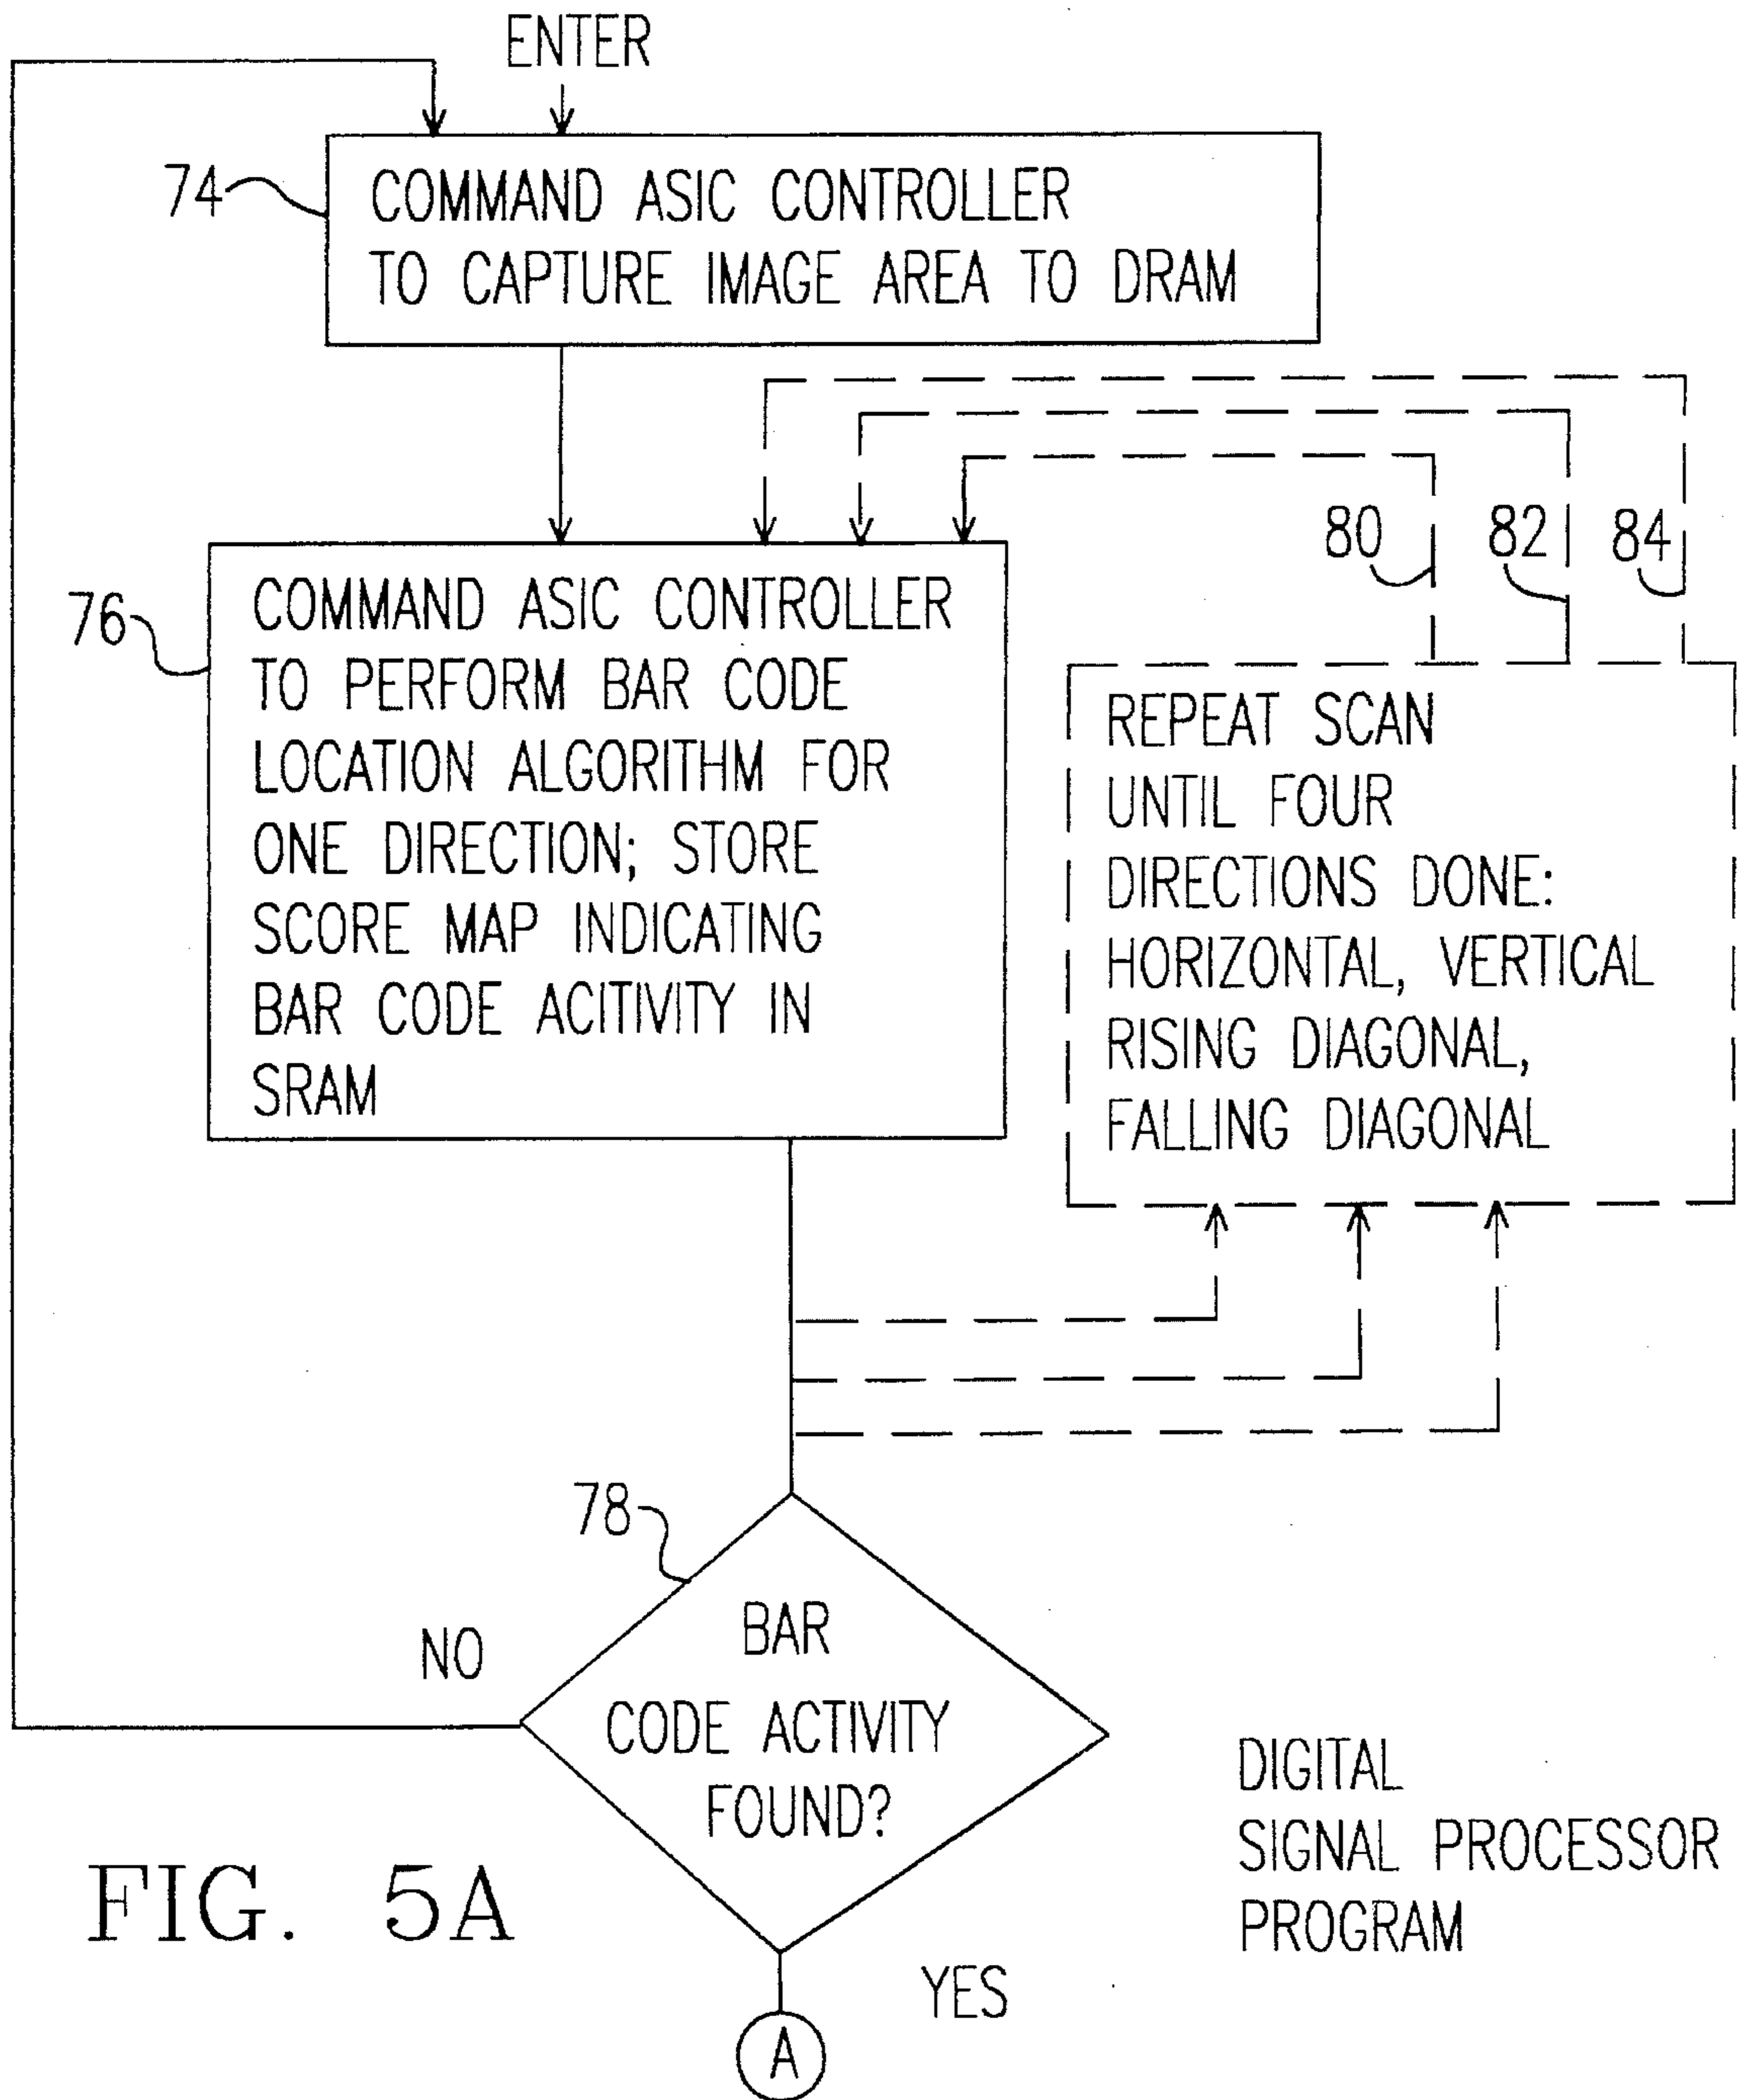 ENTER
74
COMMAND ASIC CONTROLLER
TO CAPTURE IMAGE AREA TO DRAM
80
82
84
76
COMMAND ASIC CONTROLLER
TO PERFORM BAR CODE
LOCATION ALGORITHM FOR
ONE DIRECTION; STORE
SCORE MAP INDICATING
BAR CODE ACITIVITY IN
SRAM
REPEAT SCAN
UNTIL FOUR
DIRECTIONS DONE:
HORIZONTAL, VERTICAL
RISING DIAGONAL,
FALLING DIAGONAL
78
NO
BAR
CODE ACTIVITY
FOUND?
YES
A
DIGITAL
SIGNAL PROCESSOR
PROGRAM
FIG. 5A